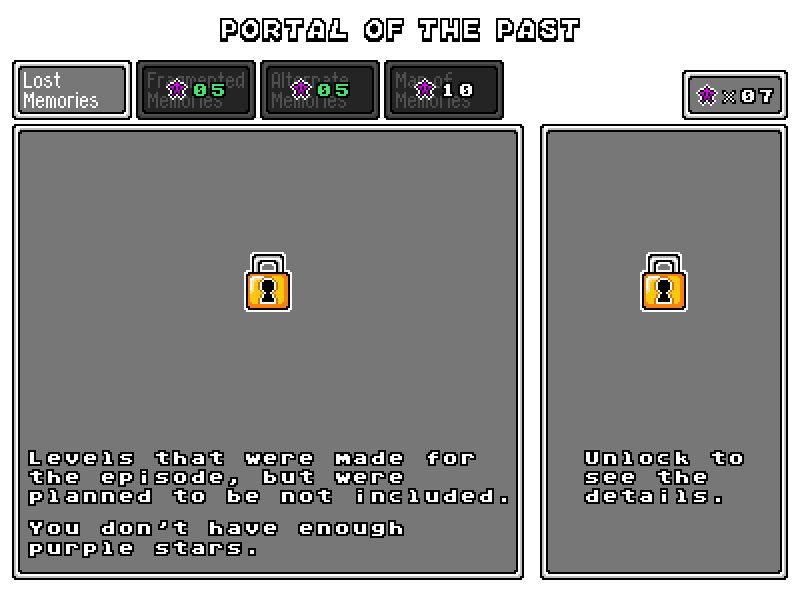 PORTAL OF THE PAST
Lost
Memories
Fragmented
Memories
05
Alternate
Memories
05
Map of
Memories
10
x07
Levels that were made for
the episode, but were
planned to be not included.
You don't have enough
purple stars.
Unlock to
see the
details.